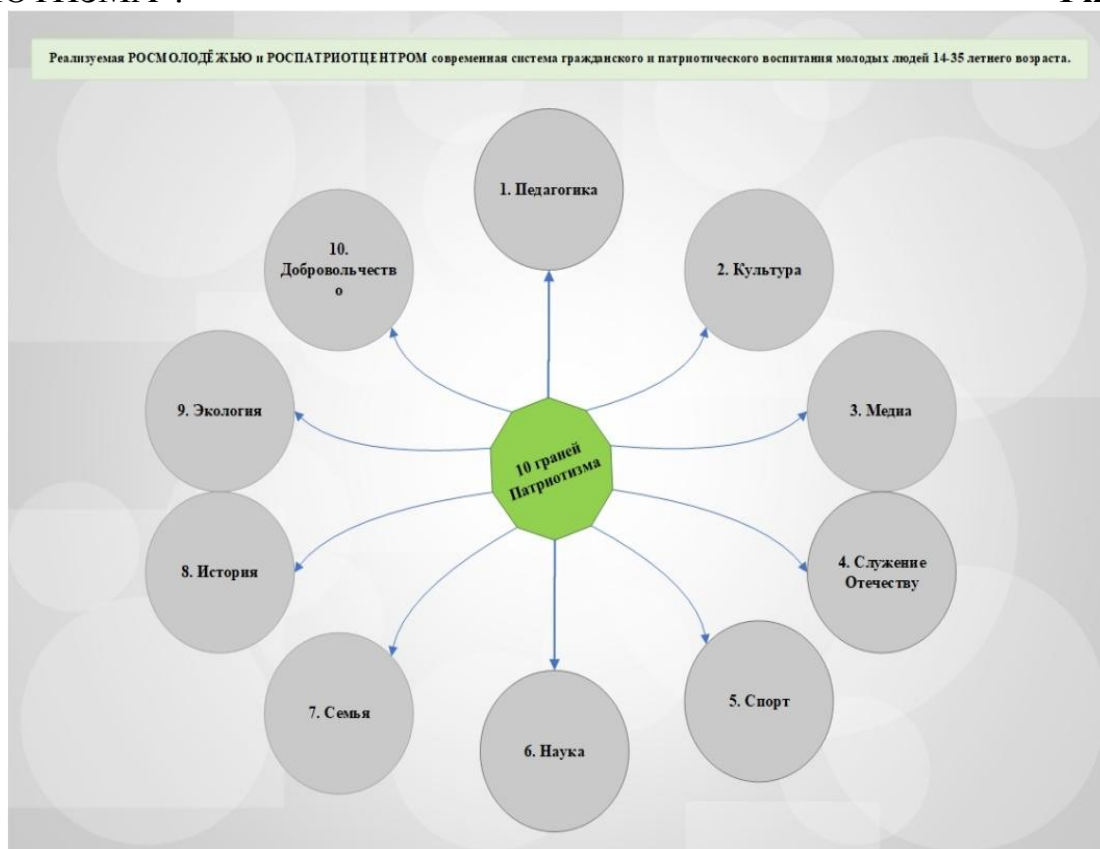 Реализуемая РОСМОЛОДЁЖЬЮ и РОСПАТРИОТЦЕНТРОМ современная система гражданского и патриотического воспитания молодых людей 14-35 летнего возраста.
1. Педагогика
2. Культура
3. Медиа
4. Служение
Отечеству
5. Спорт
6. Наука
7. Семья
8. История
9. Экология
10.
Добровольчеств
о
10 граней
Патриотизма